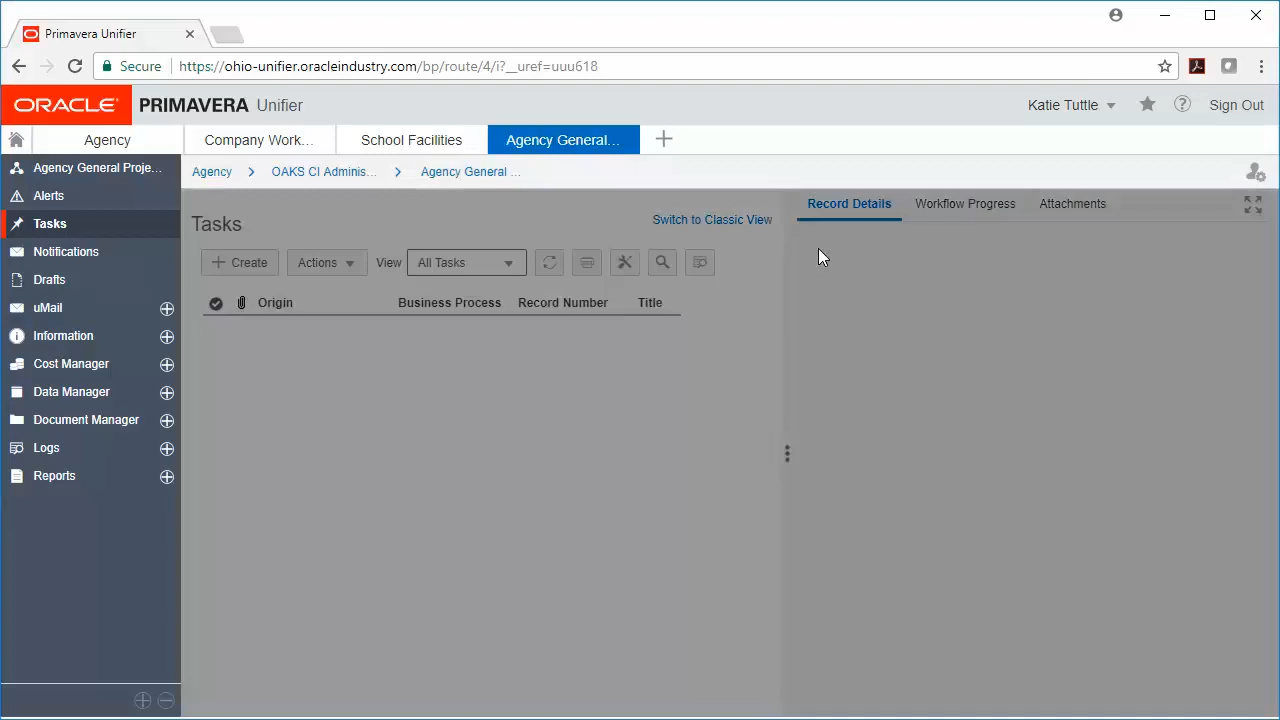 Primavera Unifier
Secure https://ohio-unifier.oracleindustry.com/bp/route/4/i?__uref=uuu618
ORACLE PRIMAVERA Unifier Katie Tuttle ? Sign Out
Agency Company Work... School Facilities Agency General...
Agency General Proje...
Alerts
Tasks
Notifications
Drafts
uMail
Information
Cost Manager
Data Manager
Document Manager
Logs
Reports
Agency > OAKS CI Adminis... > Agency General ...
Tasks
Switch to Classic View
Create Actions View All Tasks
Origin Business Process Record Number Title
Record Details Workflow Progress Attachments